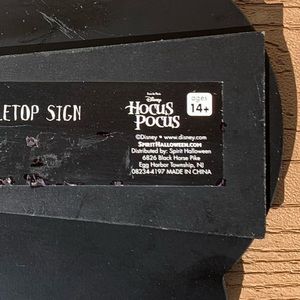 LETOP SIGN
Disney
HOCUS
POCUS
ages
14+
©Disney • www.disney.com
SPIRITHALLOWEEN.COM
Distributed by: Spirit Halloween
6826 Black Horse Pike
Egg Harbor Township, NJ
08234-4197 MADE IN CHINA